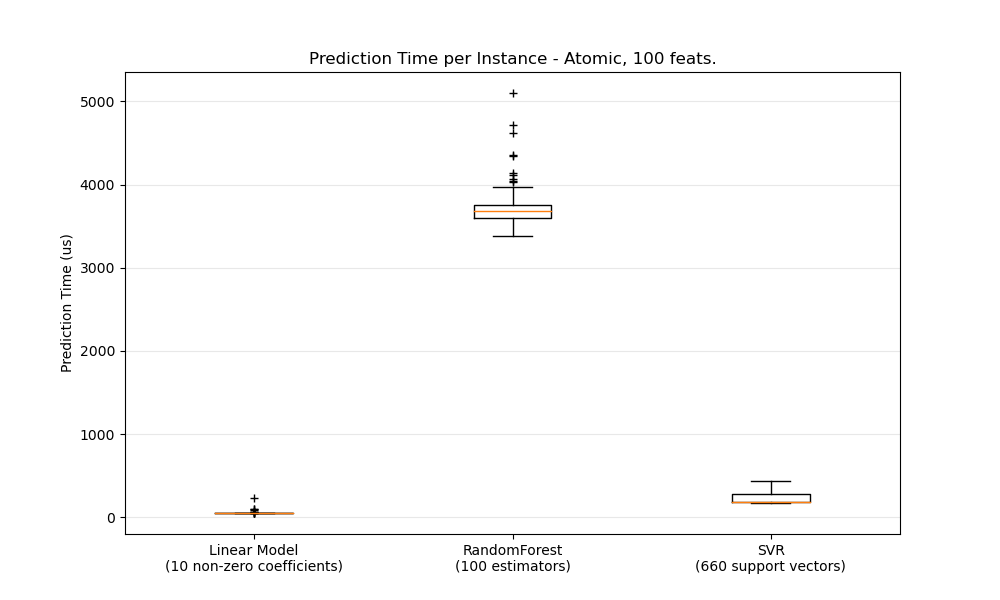 Prediction Time per Instance - Atomic, 100 feats.
Prediction Time (us)
5000
4000
3000
2000
1000
0
Linear Model
(10 non-zero coefficients)
RandomForest
(100 estimators)
SVR
(660 support vectors)